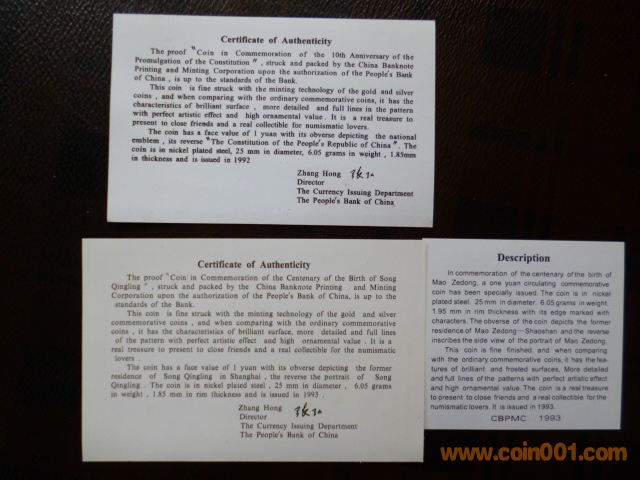 Certificate of Authenticity
The proof "Coin in Commemoration of the 10th Anniversary of the
Promulgation of the Constitution", struck and packed by the China Banknote
Printing and Minting Corporation upon the authorization of the People's Bank
of China , is up to the standards of the Bank.
This coin is fine struck with the minting technology of the gold and silver
coins , and when comparing with the ordinary commemorative coins, it has the
characteristics of brilliant surface , more detailed and full lines in the pattern
with perfect artistic effect and high ornamental value . It is a real treasure to
present to close friends and a real collectible for numismatic lovers.
The coin has a face value of 1 yuan with its obverse depicting the national
emblem , its reverse "The Constitution of the People's Republic of China". The
coin is in nickel plated steel, 25 mm in diameter, 6.05 grams in weight , 1.85mm
in thickness and is issued in 1992
Zhang Hong
Director
The Currency Issuing Department
The People's Bank of China
Certificate of Authenticity
The proof "Coin in Commemoration of the Centenary of the Birth of Song
Qingling", struck and packed by the China Banknote Printing and Minting
Corporation upon the authorization of the People's Bank of China, is up to the
standards of the Bank.
This coin is fine struck with the minting technology of the gold and silver
commemorative coins , and when comparing with the ordinary commemorative
coins , it has the characteristics of brilliant surface, more detailed and full lines
of the pattern with perfect artistic effect and high ornamental value . It is a
real treasure to present to close friends and a real collectible for the numismatic
lovers .
The coin has a face value of 1 yuan with its obverse depicting the former
residence of Song Qingling in Shanghai , the reverse the portrait of Song
Qingling . The coin is in nickel plated steel , 25 mm in diameter , 6.05 grams
in weight , 1.85 mm in rim thickness and is issued in 1993 .
Zhang Hong
Director
The Currency Issuing Department
The People's Bank of China
Description
In commemoration of the centenary of the birth of
Mao Zedong, a one yuan circulating commemorative
coin has been specially issued. The coin is in nickel
plated steel. 25 mm in diameter. 6.05 grams in weight.
1.95 mm in rim thickness with its edge marked with
characters. The obverse of the coin depicts the former
residence of Mao Zedong—Shaoshan and the reverse
inscribes the side view of the portrait of Mao Zedong.
This coin is fine finished. and when comparing
with the ordinary commemorative coins, it has the fea-
tures of brilliant and frosted surfaces, More detailed
and full lines of the patterns with perfect artistic effect
and high ornamental value. The coin is a real treasure
to present to close friends and a real collectible for the
numismatic lovers. It is issued in 1993.
CBPMC 1993
www.coin001.com